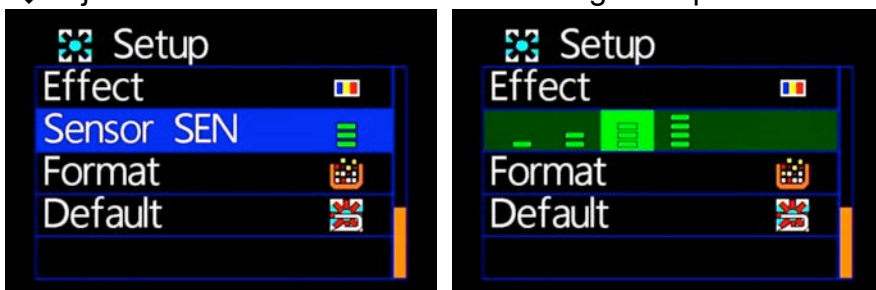 Setup
Effect
Sensor SEN
Format
Default
Setup
Effect
Format
Default